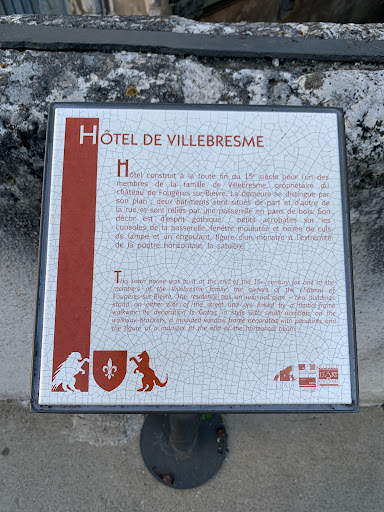 HÔTEL DE VILLEBRESME
Hôtel construit à la toute fin du 15e siècle pour l'un des
membres de la famille de Villebresme, propriétaire du
château de Fougères-sur-Bièvre. La demeure se distingue par
son plan : deux bâtiments sont situés de part et d'autre de
la rue et sont reliés par une passerelle en pans de bois. Son
décor est d'esprit gothique : petits acrobates sur les
consoles de la passerelle, fenêtre moulurée et ornée de culs
de lampe et un engoulant, figure d'un monstre à l'extrémité
de la poutre horizontale, la sablière.
This town house was built at the end of the 15th century for one of the
members of the Villebresme family, the owners of the château of
Fougères-sur-Bièvre. The residence has an unusual plan – two buildings
stand on either side of the street and are linked by a timber-frame
walkway. Its decoration is Gothic in style with small acrobats on the
walkway brackets, a moulded window frame decorated with pendants and
the figure of a monster at the end of the horizontal beam.